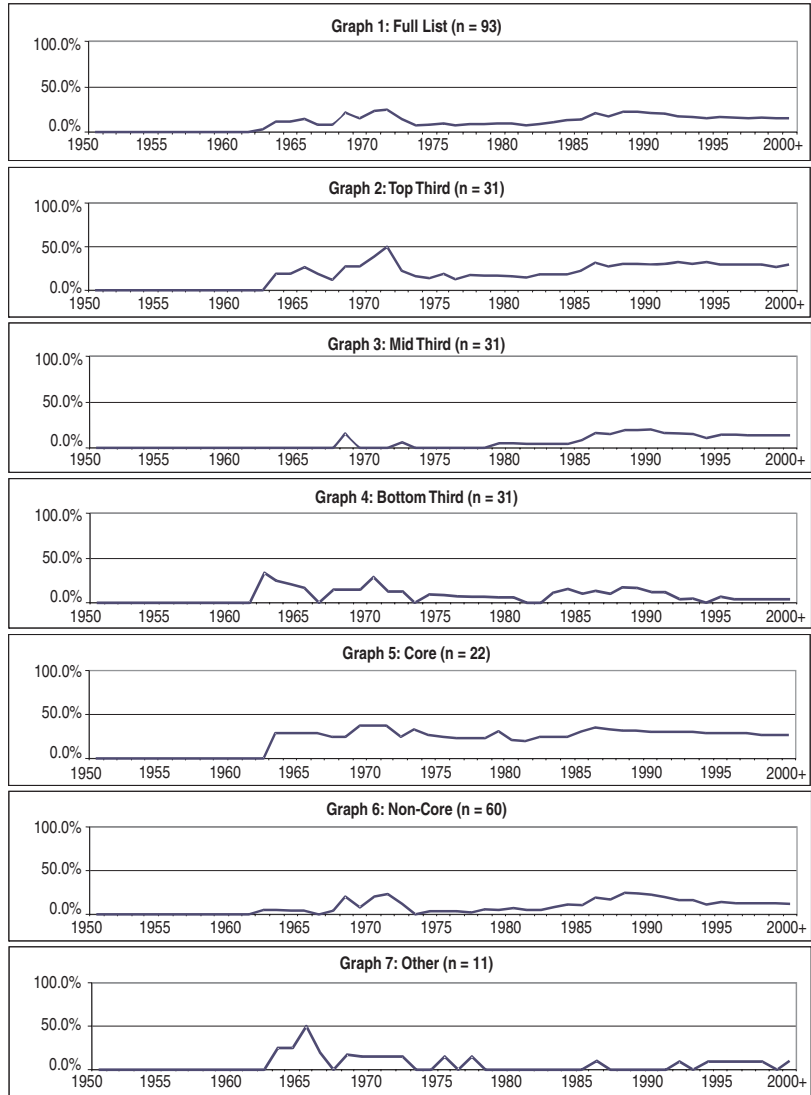 Graph 1: Full List (n = 93)
100.0%
50.0%
0.0%
1950 1955 1960 1965 1970 1975 1980 1985 1990 1995 2000+
Graph 2: Top Third (n = 31)
100.0%
50.0%
0.0%
1950 1955 1960 1965 1970 1975 1980 1985 1990 1995 2000+
Graph 3: Mid Third (n = 31)
100.0%
50.0%
0.0%
1950 1955 1960 1965 1970 1975 1980 1985 1990 1995 2000+
Graph 4: Bottom Third (n = 31)
100.0%
50.0%
0.0%
1950 1955 1960 1965 1970 1975 1980 1985 1990 1995 2000+
Graph 5: Core (n = 22)
100.0%
50.0%
0.0%
1950 1955 1960 1965 1970 1975 1980 1985 1990 1995 2000+
Graph 6: Non-Core (n = 60)
100.0%
50.0%
0.0%
1950 1955 1960 1965 1970 1975 1980 1985 1990 1995 2000+
Graph 7: Other (n = 11)
100.0%
50.0%
0.0%
1950 1955 1960 1965 1970 1975 1980 1985 1990 1995 2000+